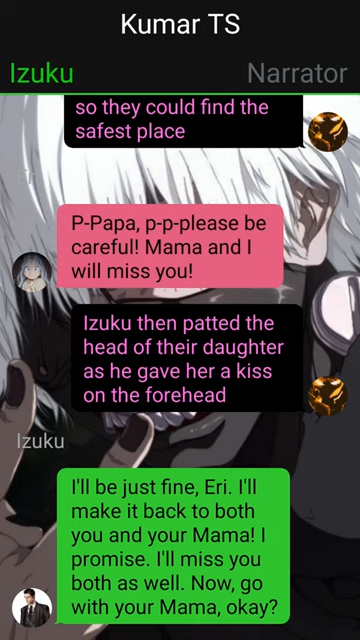 Kumar TS
Izuku
Narrator
so they could find the
safest place
P-Papa, p-p-please be
careful! Mama and I
will miss you!
Izuku then patted the
head of their daughter
as he gave her a kiss
on the forehead
Izuku
I'll be just fine, Eri. I'll
make it back to both
you and your Mama! I
promise. I'll miss you
both as well. Now, go
with your Mama, okay?